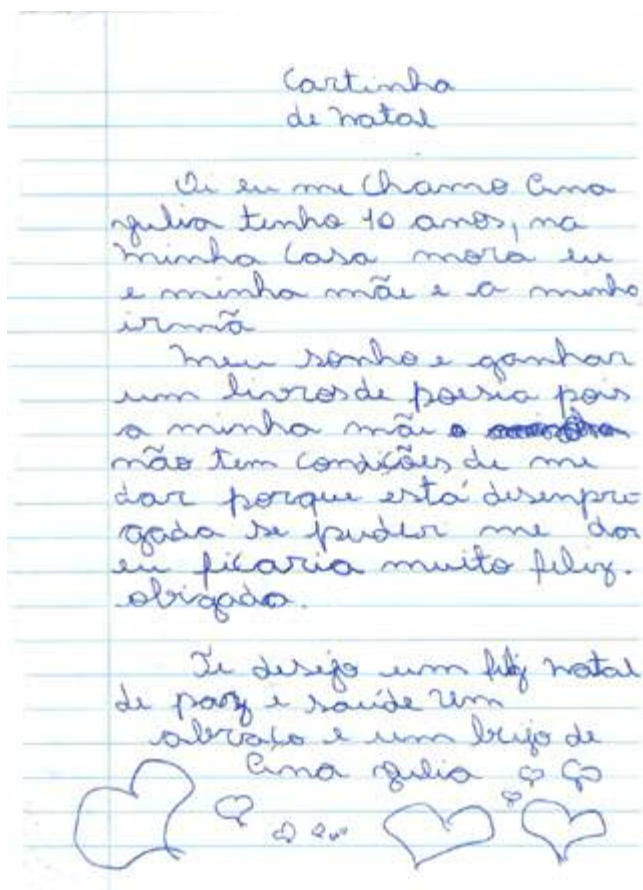 Cartinha
de natal
Oi eu me chamo Ana
julia tenho 10 anos, na
minha casa mora eu
e minha mãe e a minha
irmã
meu sonho e ganhar
um livros de poesia pois
a minha mãe
não tem condições de me
dar porque está desenpre
gada se puder me dar
eu ficaria muito feliz.
obrigada.
Te desejo um feliz natal
de paz e saúde um
abraço e um beijo de
Ana julia